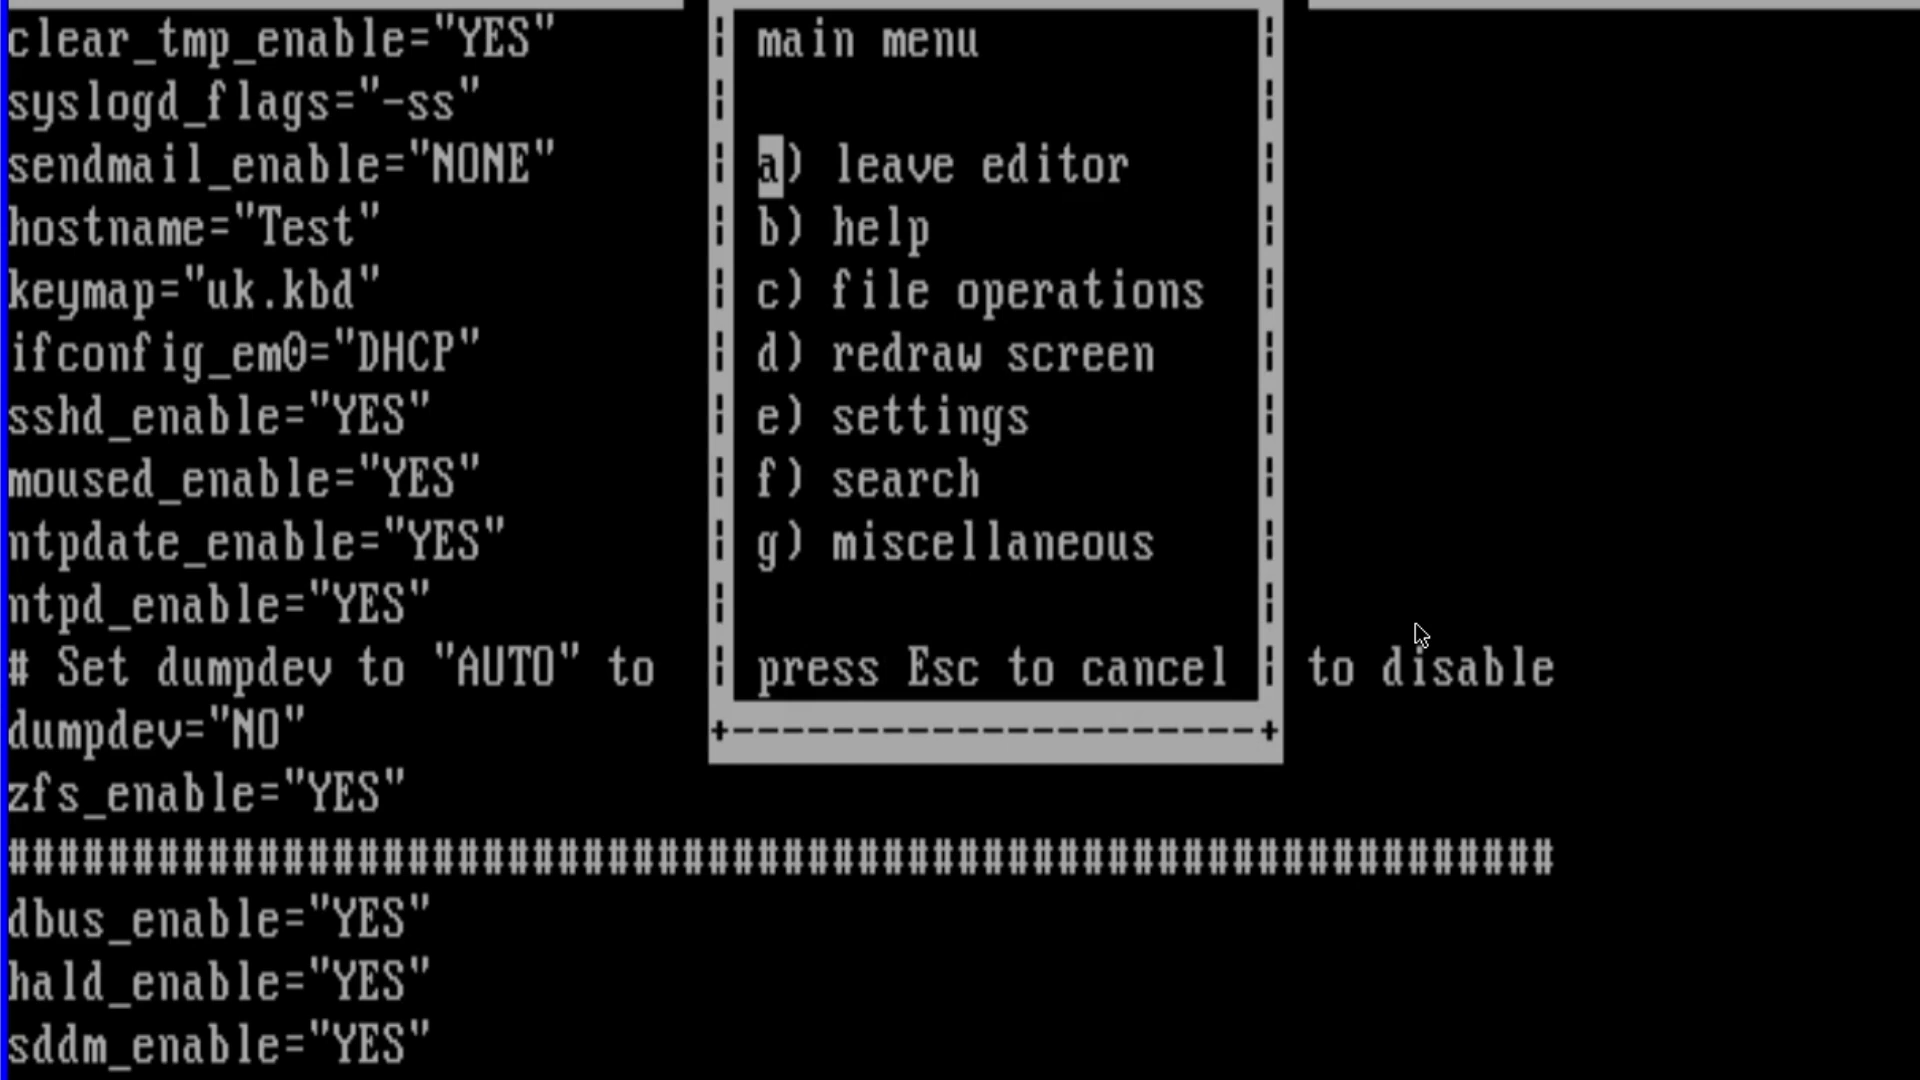 clear_tmp_enable="YES"
syslogd_flags="-ss"
sendmail_enable="NONE"
hostname="Test"
keymap="uk.kbd"
ifconfig_em0="DHCP"
sshd_enable="YES"
moused_enable="YES"
ntpdate_enable="YES"
ntpd_enable="YES"
# Set dumpdev to "AUTO" to
to disable
dumpdev="NO"
zfs_enable="YES"
##############################################################
dbus_enable="YES"
hald_enable="YES"
sddm_enable="YES"
main menu
a) leave editor
b) help
c) file operations
d) redraw screen
e) settings
f) search
g) miscellaneous
press Esc to cancel